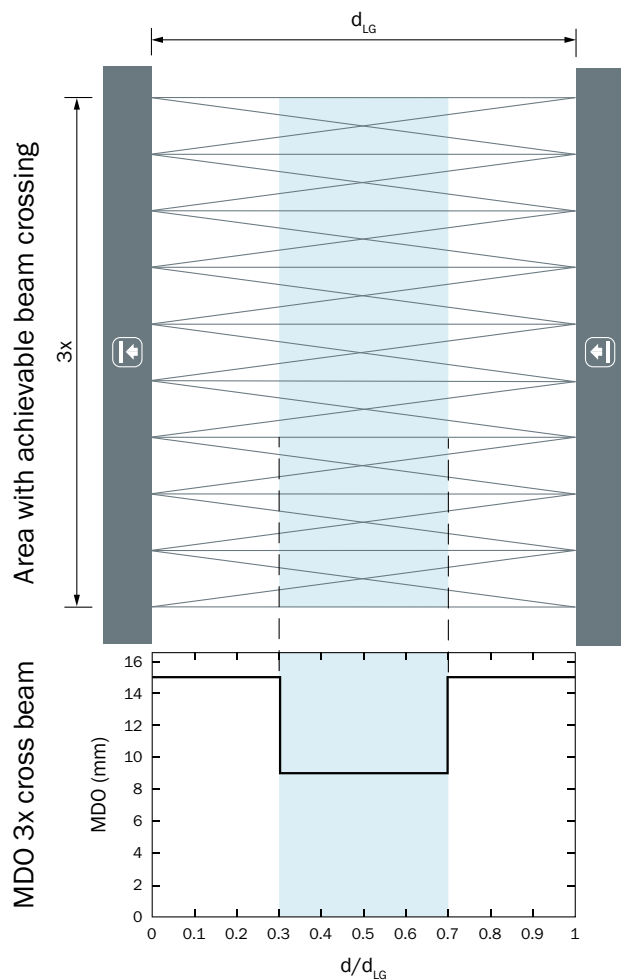 dLG
Area with achievable beam crossing
3x
MDO 3x cross beam
MDO (mm)
16
14
12
10
8
6
4
2
0
0 0.1 0.2 0.3 0.4 0.5 0.6 0.7 0.8 0.9 1
d/dLG